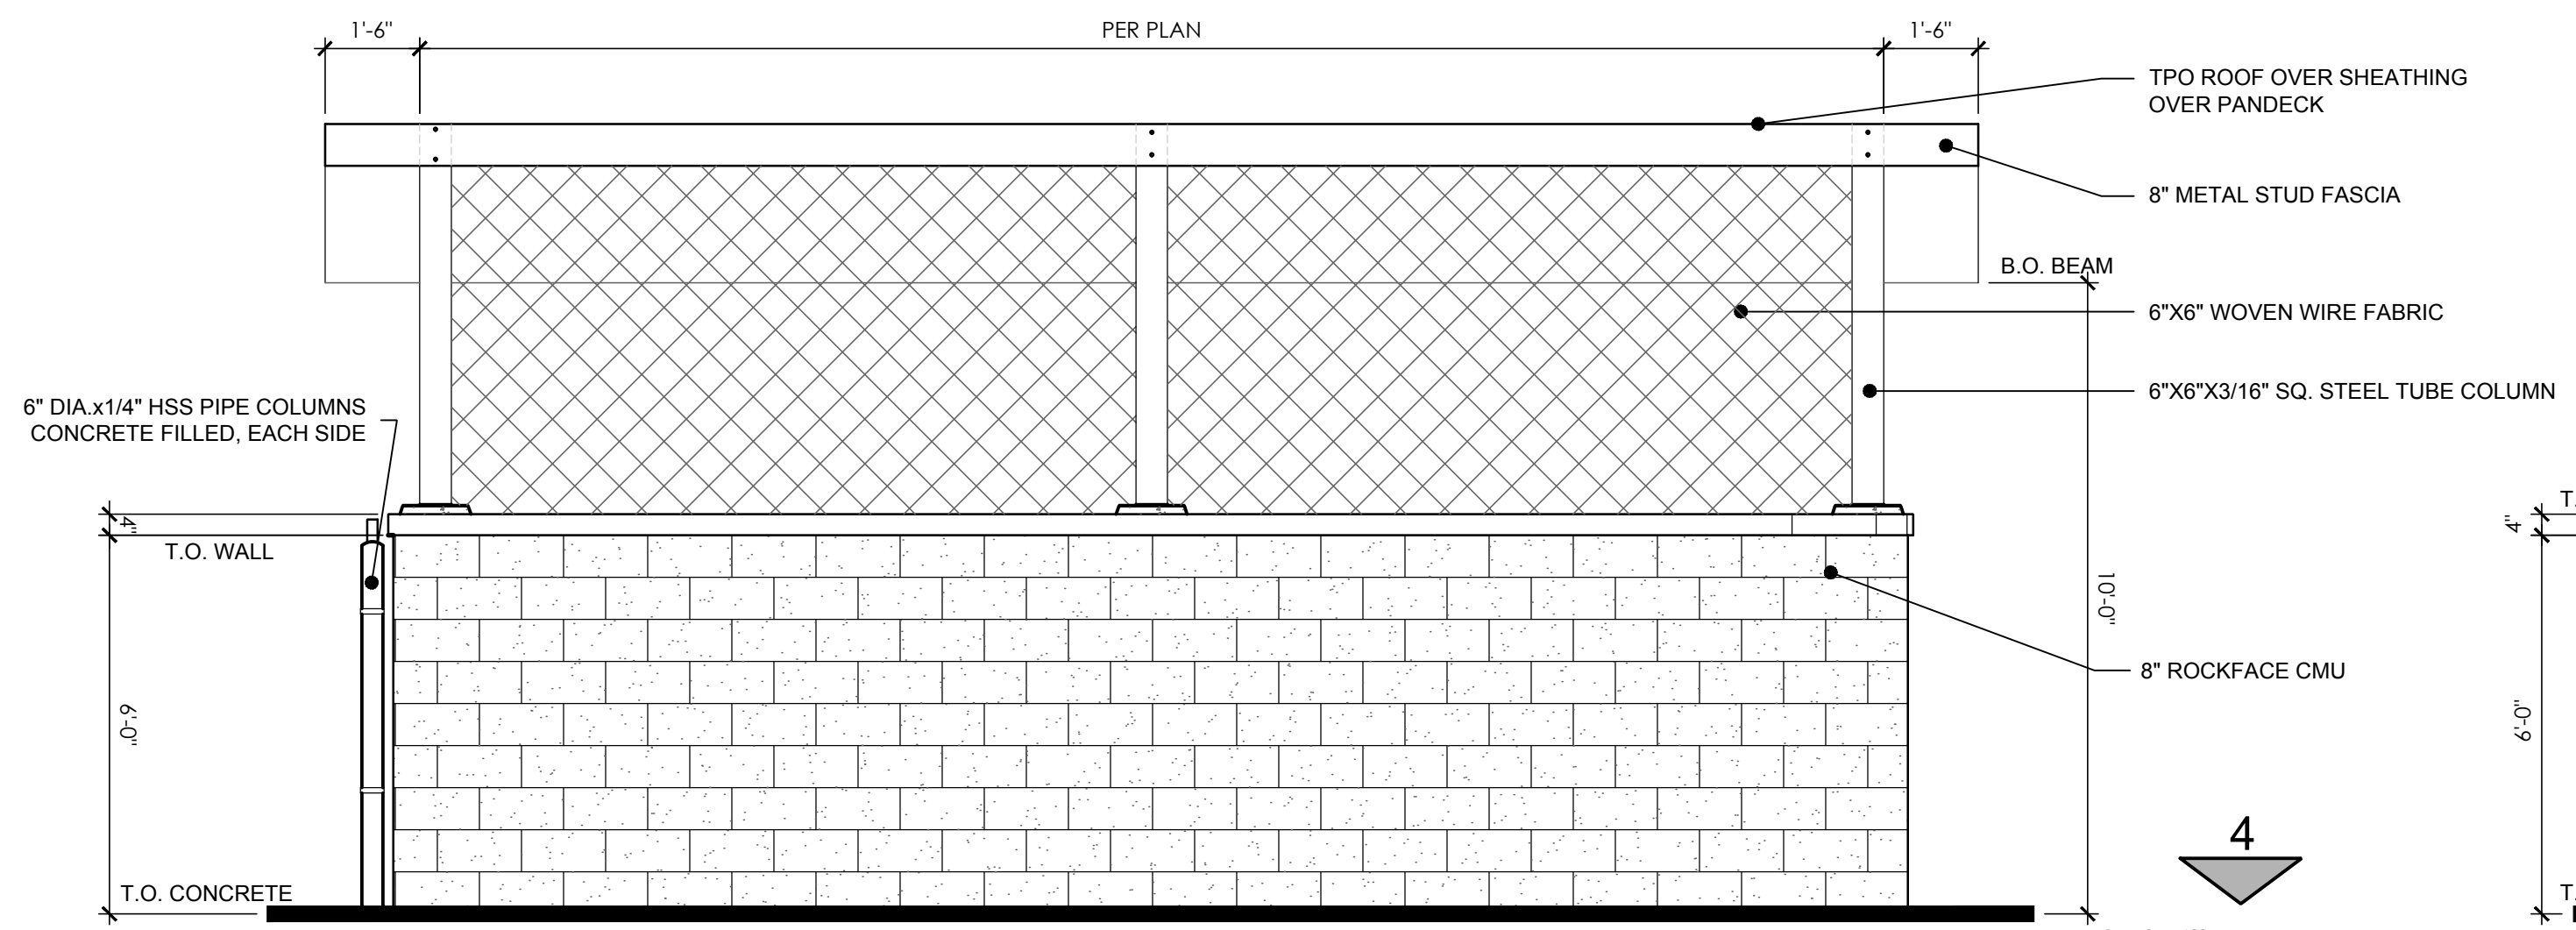 1'-6"
PER PLAN
1'-6"
TPO ROOF OVER SHEATHING
OVER PANDECK
8" METAL STUD FASCIA
B.O. BEAM
6"X6" WOVEN WIRE FABRIC
6"X6"X3/16" SQ. STEEL TUBE COLUMN
6" DIA.x1/4" HSS PIPE COLUMNS
CONCRETE FILLED, EACH SIDE
4"
T.O. WALL
6'-0"
T.O. CONCRETE
10'-0"
8" ROCKFACE CMU
4
T.
4"
6'-0"
T.